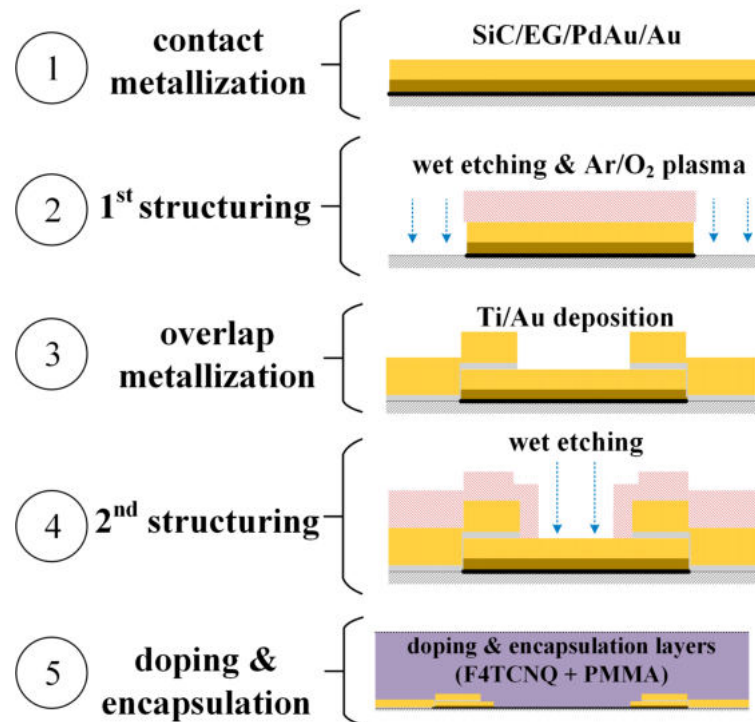 1
contact
metallization
SiC/EG/PdAu/Au
2
1st structuring
wet etching & Ar/O₂ plasma
3
overlap
metallization
Ti/Au deposition
4
2nd structuring
wet etching
5
doping &
encapsulation
doping & encapsulation layers
(F4TCNQ + PMMA)